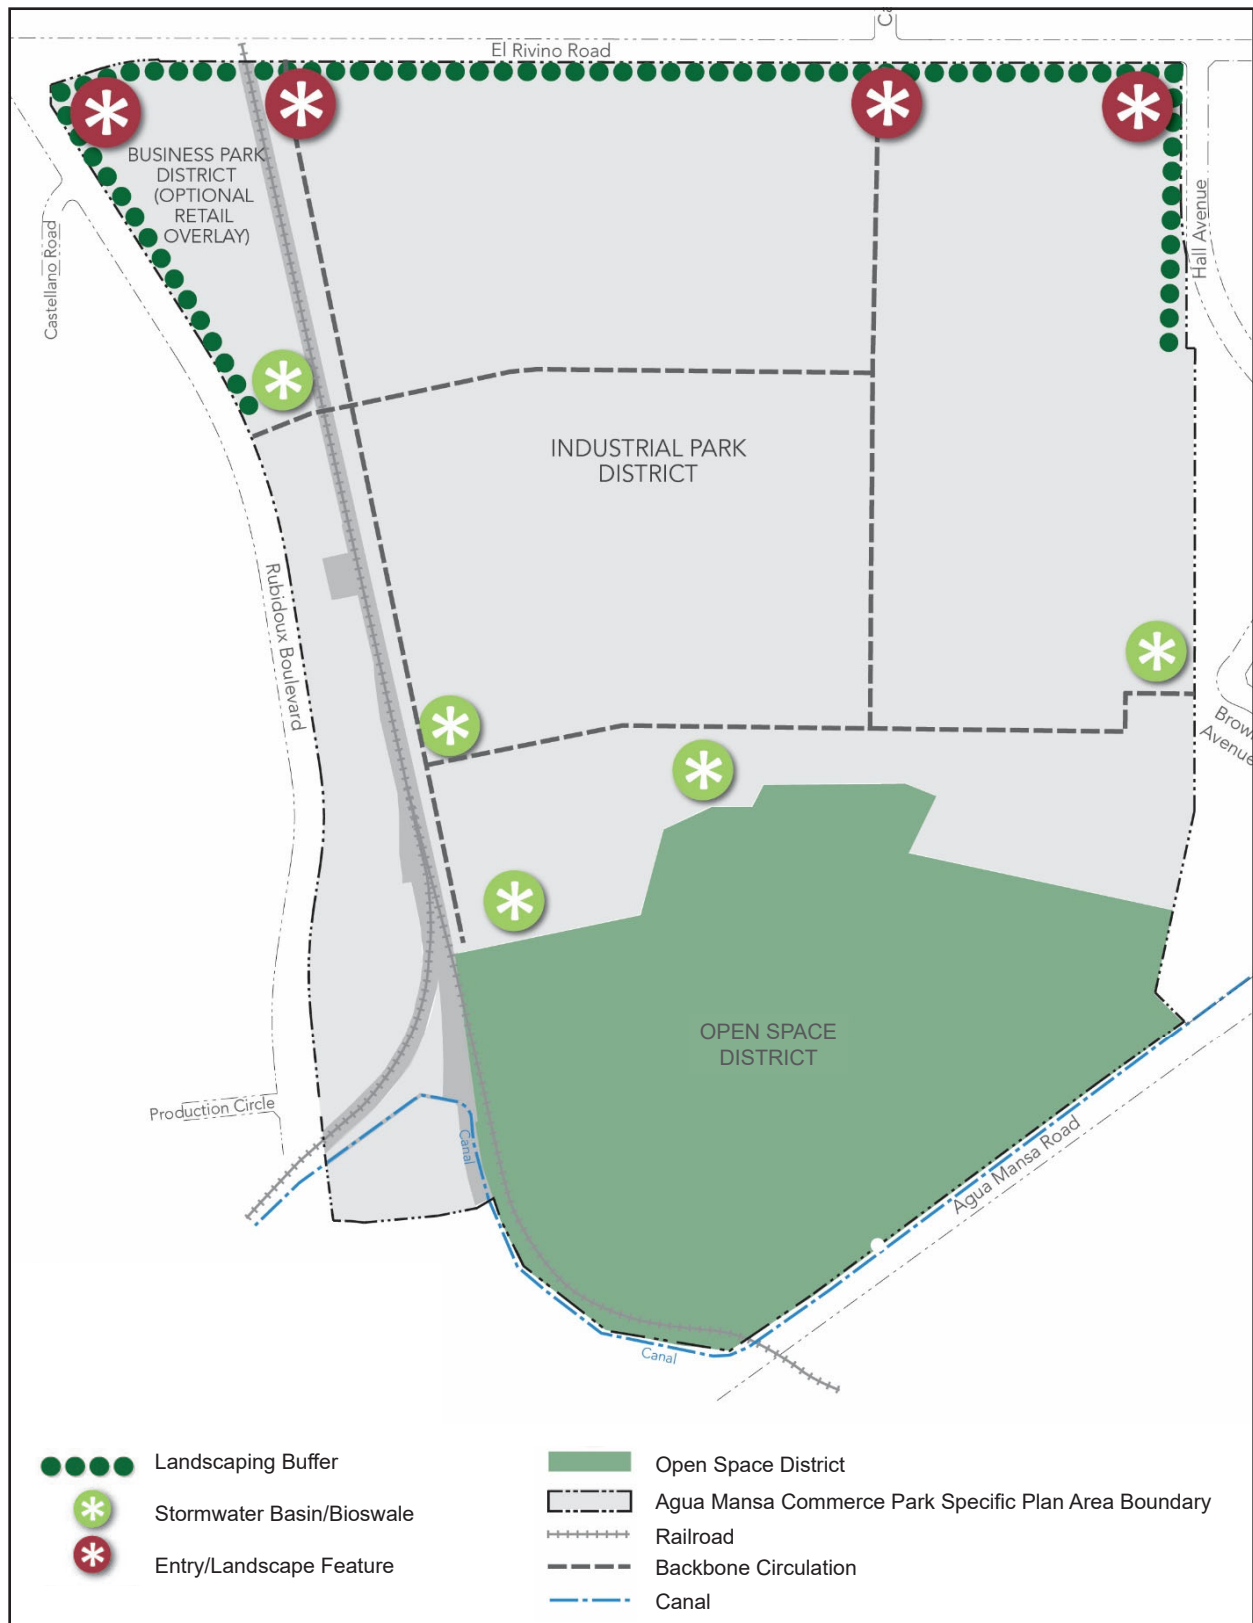 El Rivino Road
BUSINESS PARK
DISTRICT
(OPTIONAL
RETAIL
OVERLAY)
Castellano Road
Hall Avenue
INDUSTRIAL PARK
DISTRICT
Rubidoux Boulevard
Avenue
OPEN SPACE
DISTRICT
Production Circle
Canal
Agua Mansa Road
Canal
Landscaping Buffer
Stormwater Basin/Bioswale
Entry/Landscape Feature
Open Space District
Agua Mansa Commerce Park Specific Plan Area Boundary
Railroad
Backbone Circulation
Canal